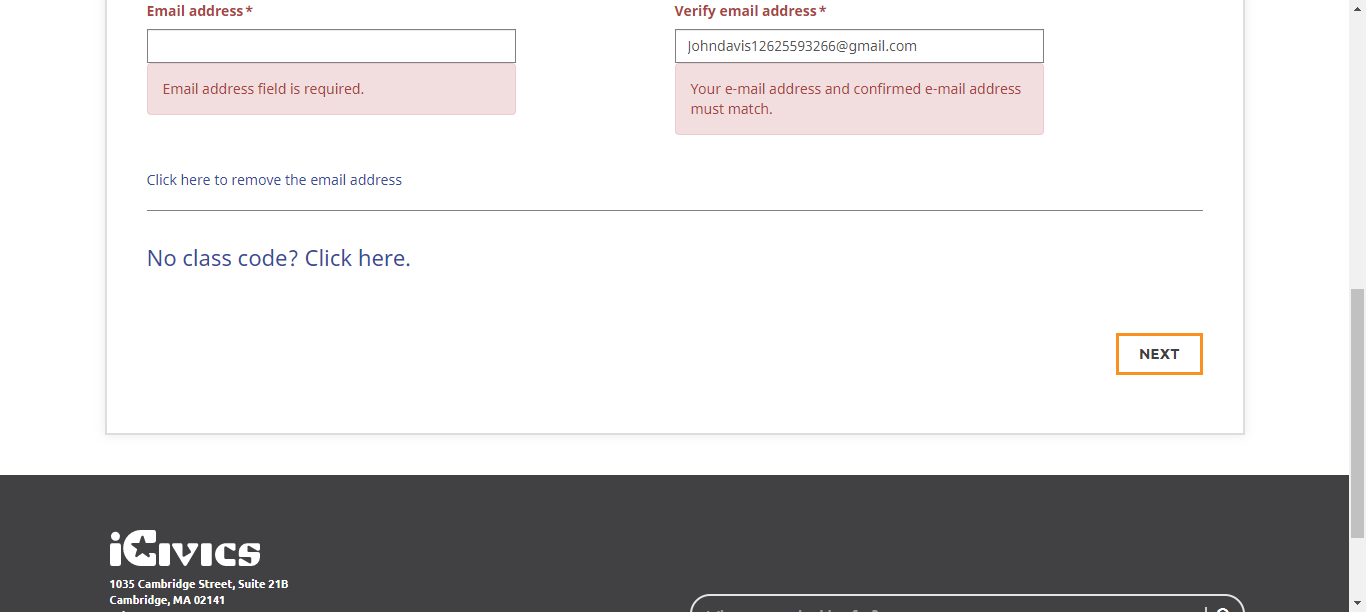 Email address*
Verify email address*
Johndavis12625593266@gmail.com
Email address field is required.
Your e-mail address and confirmed e-mail address
must match.
Click here to remove the email address
No class code? Click here.
NEXT
iCivics
1035 Cambridge Street, Suite 21B
Cambridge, MA 02141